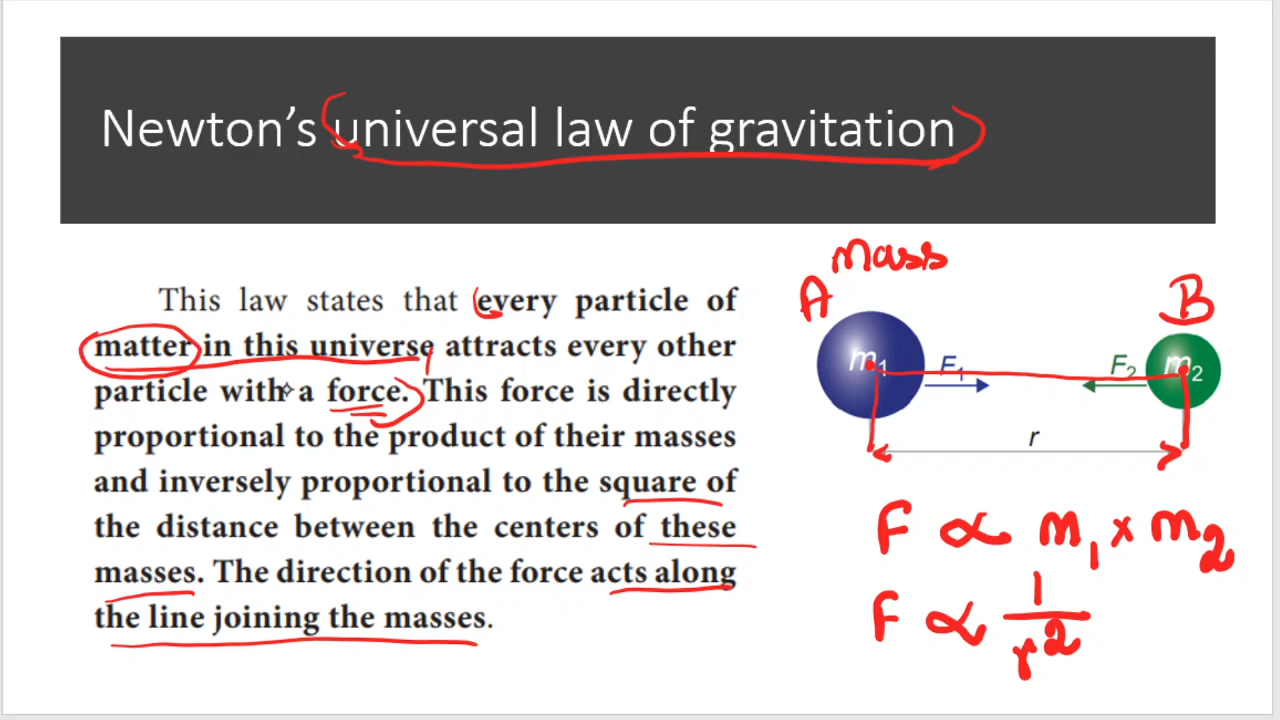 Newton's universal law of gravitation
This law states that every particle of
matter in this universe attracts every other
particle with a force. This force is directly
proportional to the product of their masses
and inversely proportional to the square of
the distance between the centers of these
masses. The direction of the force acts along
the line joining the masses.
mass
A
B
m₁
F₁
F₂
m₂
r
F ∝ m₁ × m₂
F ∝ 1/r²